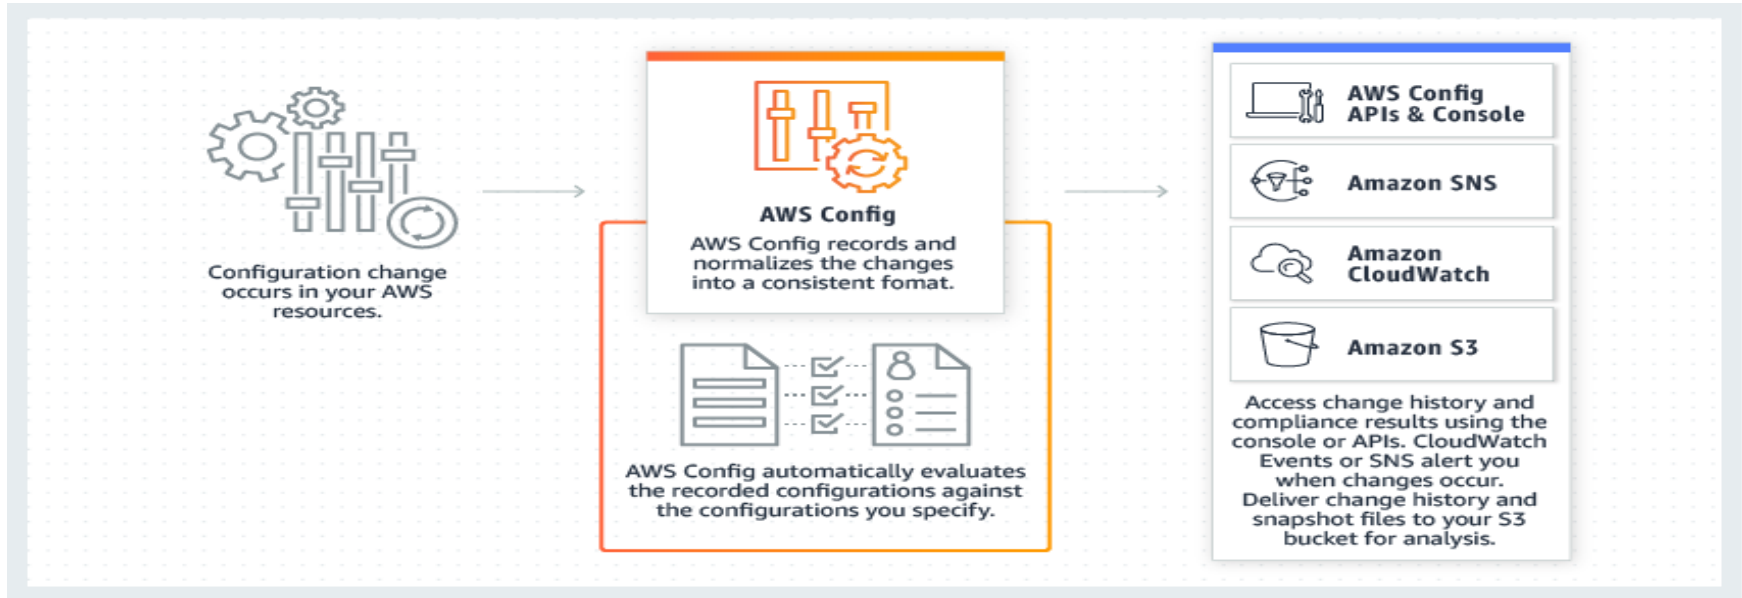 Configuration change
occurs in your AWS
resources.
AWS Config
AWS Config records and
normalizes the changes
into a consistent fomat.
AWS Config automatically evaluates
the recorded configurations against
the configurations you specify.
AWS Config
APIs & Console
Amazon SNS
Amazon
CloudWatch
Amazon S3
Access change history and
compliance results using the
console or APIs. CloudWatch
Events or SNS alert you
when changes occur.
Deliver change history and
snapshot files to your S3
bucket for analysis.